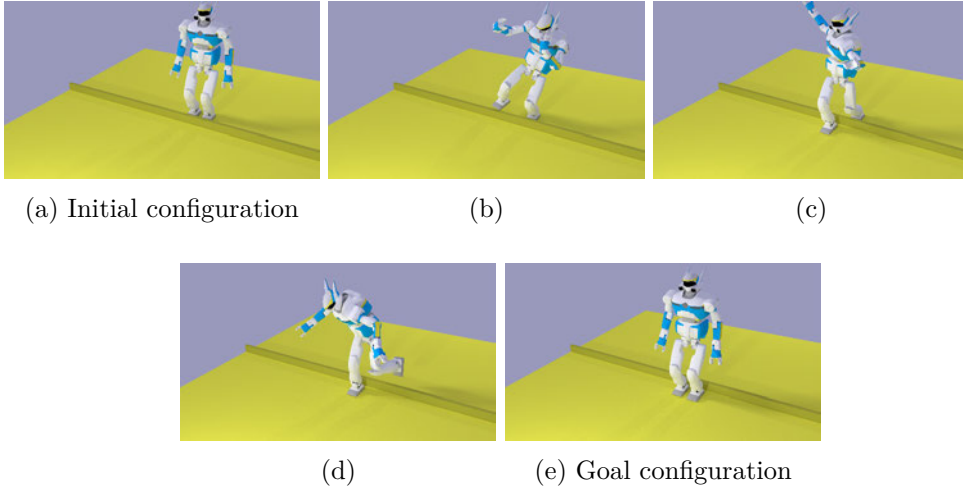 (a) Initial configuration
(b)
(c)
(d)
(e) Goal configuration